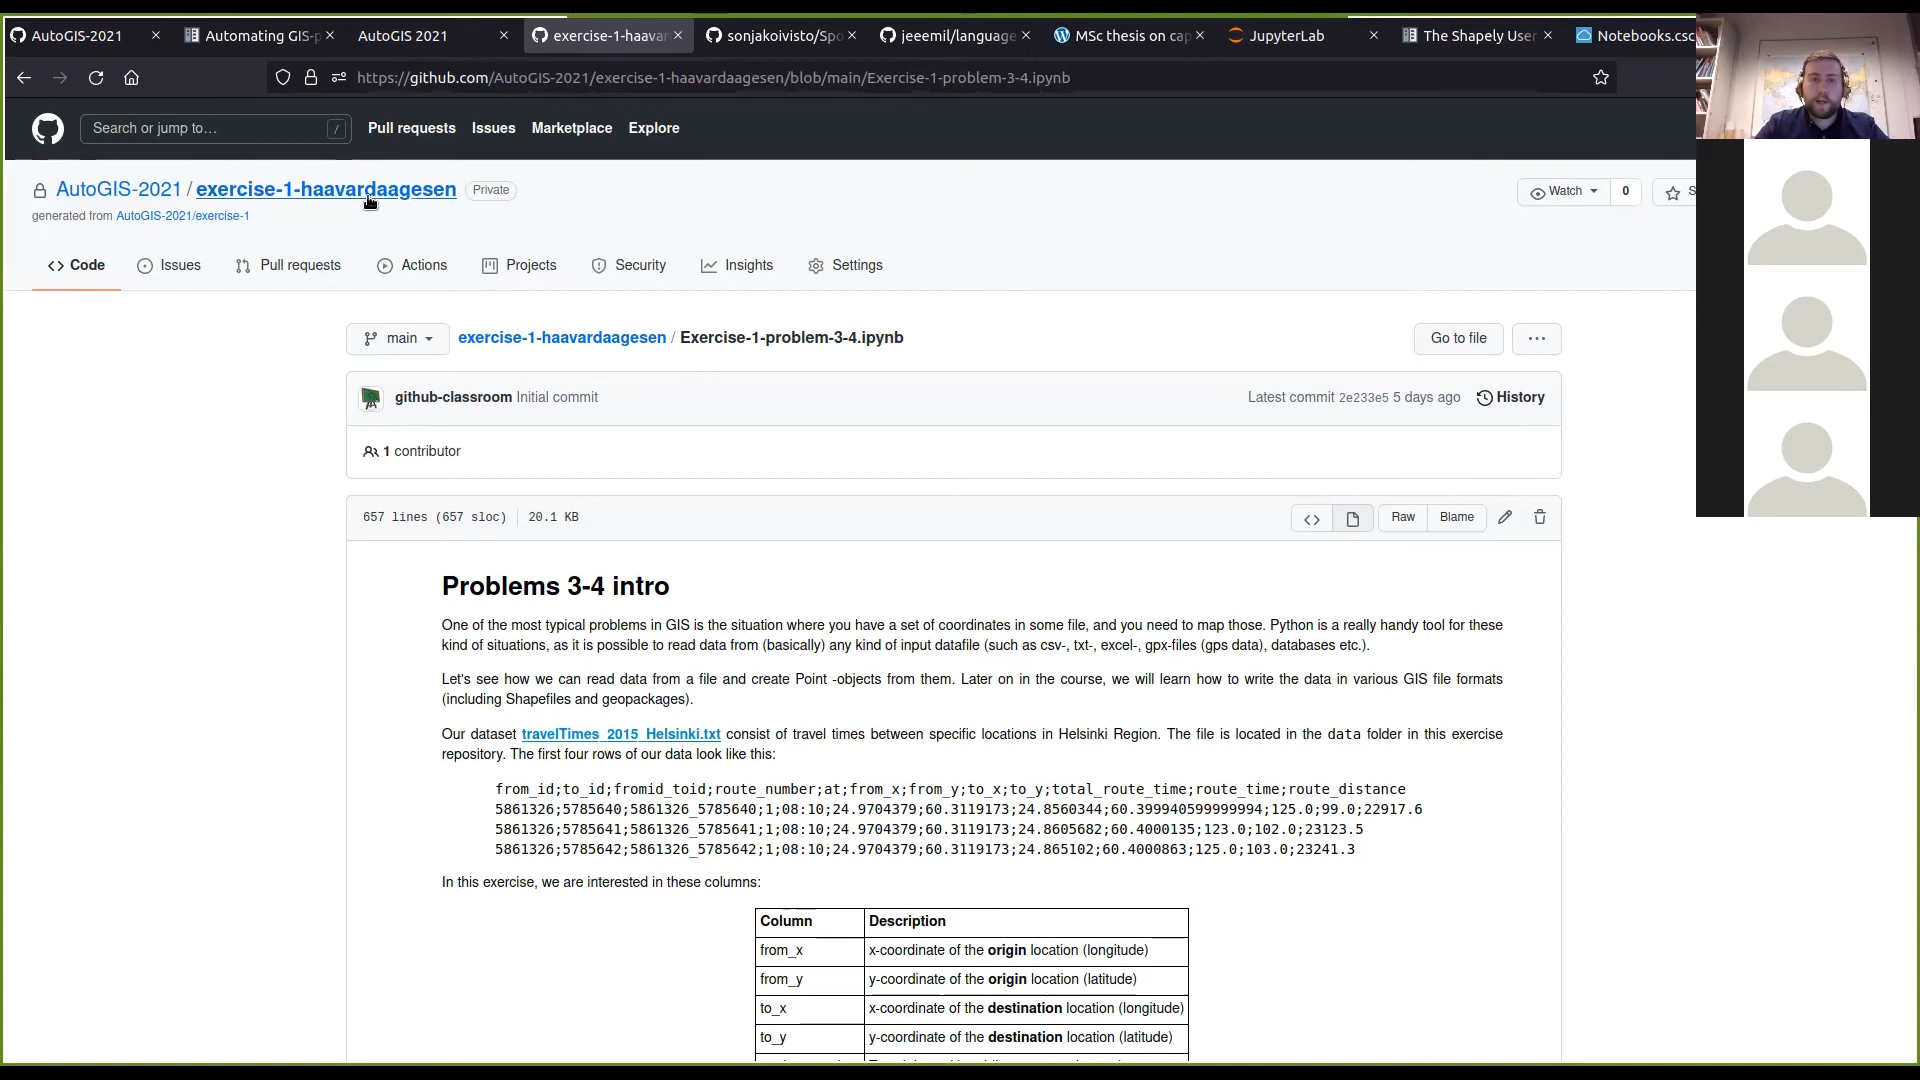 AutoGIS-2021
Automating GIS-p
AutoGIS 2021
exercise-1-haavar
sonjakoivisto/Spo
jeeemil/language
MSc thesis on cap
JupyterLab
The Shapely User
Notebooks.csc
https://github.com/AutoGIS-2021/exercise-1-haavardaagesen/blob/main/Exercise-1-problem-3-4.ipynb
Search or jump to… / Pull requests Issues Marketplace Explore
AutoGIS-2021 / exercise-1-haavardaagesen Private
Watch 0 S
generated from AutoGIS-2021/exercise-1
<> Code Issues Pull requests Actions Projects Security Insights Settings
main exercise-1-haavardaagesen / Exercise-1-problem-3-4.ipynb Go to file ...
github-classroom Initial commit Latest commit 2e233e5 5 days ago History
1 contributor
657 lines (657 sloc) 20.1 KB <> Raw Blame
Problems 3-4 intro
One of the most typical problems in GIS is the situation where you have a set of coordinates in some file, and you need to map those. Python is a really handy tool for these
kind of situations, as it is possible to read data from (basically) any kind of input datafile (such as csv-, txt-, excel-, gpx-files (gps data), databases etc.).
Let's see how we can read data from a file and create Point -objects from them. Later on in the course, we will learn how to write the data in various GIS file formats
(including Shapefiles and geopackages).
Our dataset travelTimes_2015_Helsinki.txt consist of travel times between specific locations in Helsinki Region. The file is located in the data folder in this exercise
repository. The first four rows of our data look like this:
from_id;to_id;fromid_toid;route_number;at;from_x;from_y;to_x;to_y;total_route_time;route_time;route_distance
5861326;5785640;5861326_5785640;1;08:10;24.9704379;60.3119173;24.8560344;60.399940599999994;125.0;99.0;22917.6
5861326;5785641;5861326_5785641;1;08:10;24.9704379;60.3119173;24.8605682;60.4000135;123.0;102.0;23123.5
5861326;5785642;5861326_5785642;1;08:10;24.9704379;60.3119173;24.865102;60.4000863;125.0;103.0;23241.3
In this exercise, we are interested in these columns:
Column Description
from_x x-coordinate of the origin location (longitude)
from_y y-coordinate of the origin location (latitude)
to_x x-coordinate of the destination location (longitude)
to_y y-coordinate of the destination location (latitude)